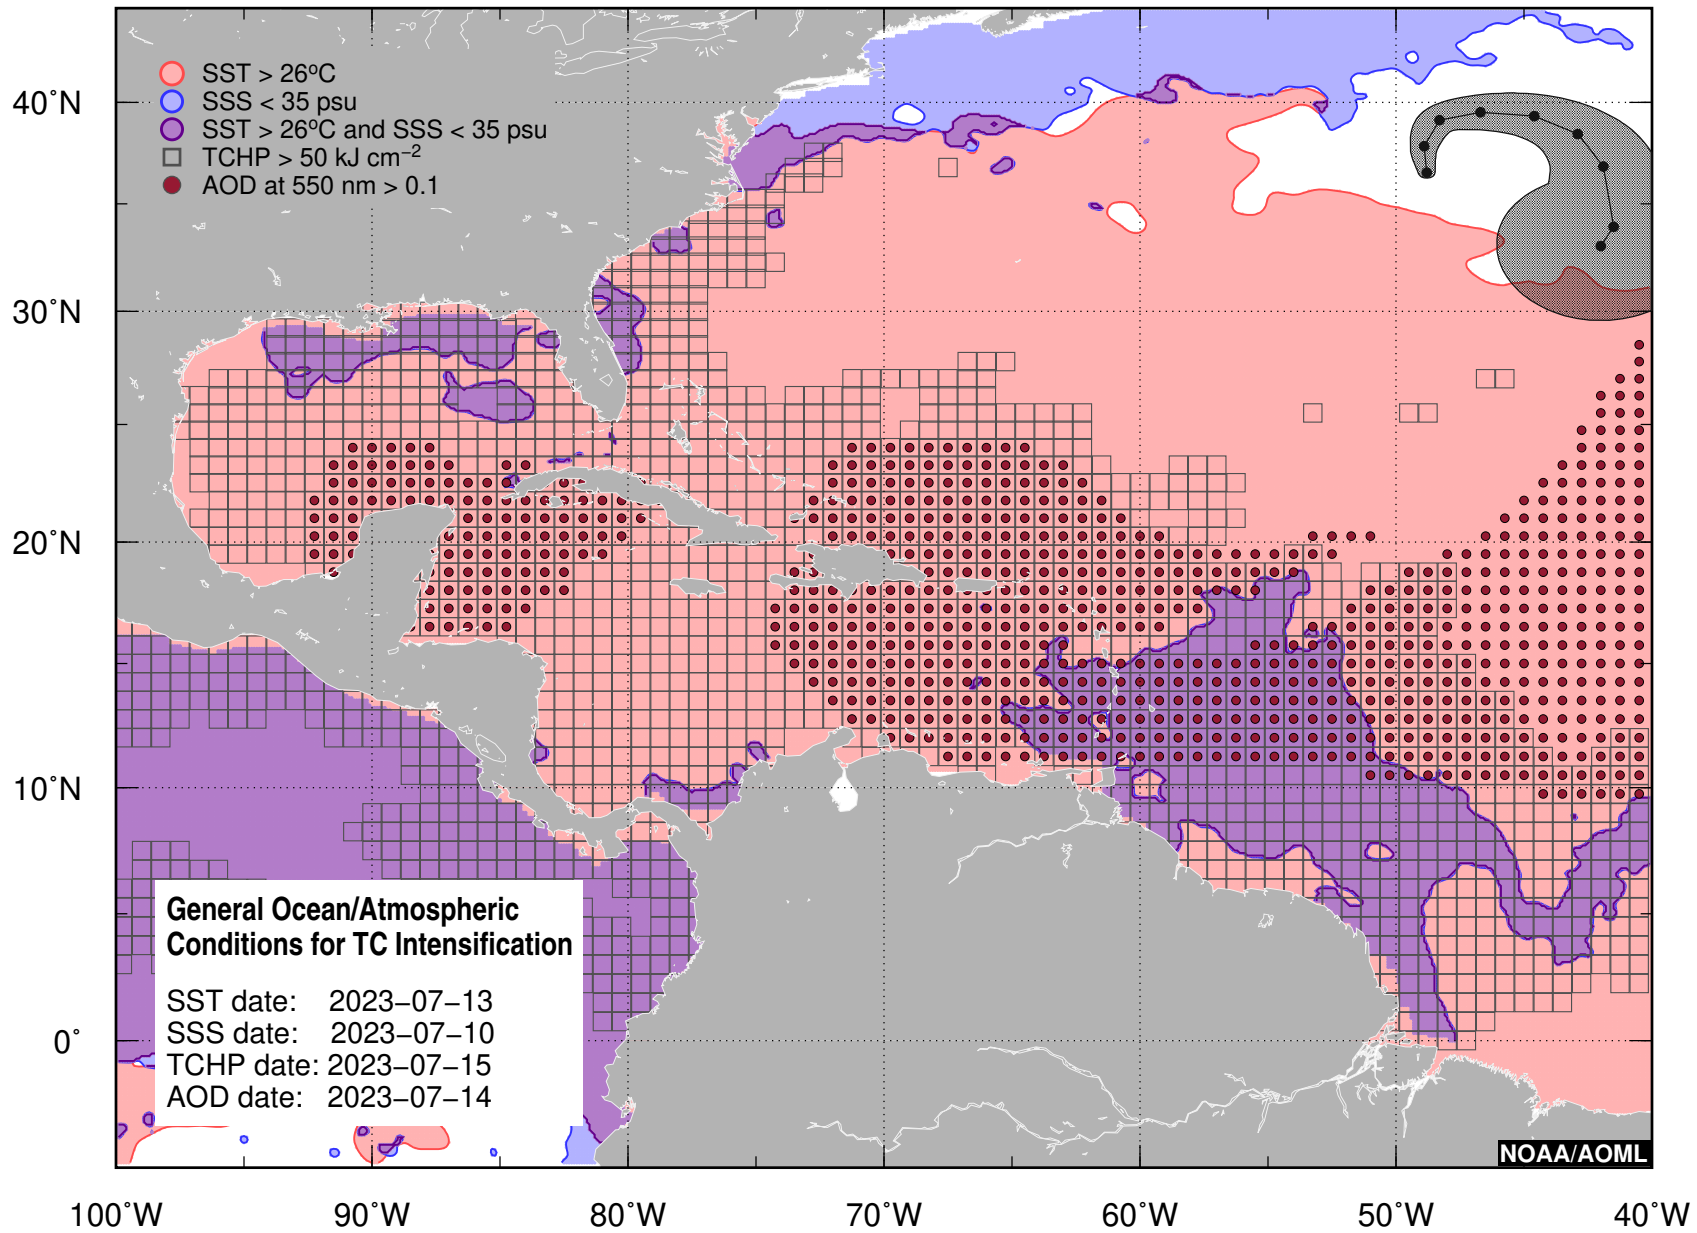 SST > 26°C
SSS < 35 psu
SST > 26°C and SSS < 35 psu
TCHP > 50 kJ cm⁻²
AOD at 550 nm > 0.1
40°N
30°N
20°N
10°N
0°
General Ocean/Atmospheric
Conditions for TC Intensification
SST date: 2023−07−13
SSS date: 2023−07−10
TCHP date: 2023−07−15
AOD date: 2023−07−14
NOAA/AOML
100°W 90°W 80°W 70°W 60°W 50°W 40°W